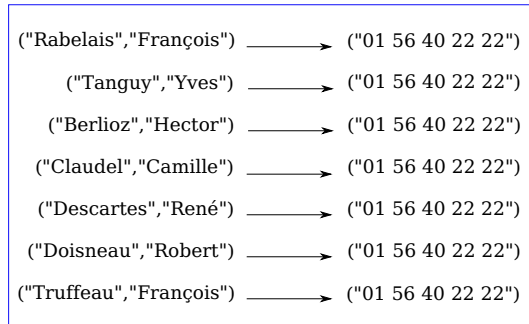 ("Rabelais","François") ("01 56 40 22 22")
("Tanguy","Yves") ("01 56 40 22 22")
("Berlioz","Hector") ("01 56 40 22 22")
("Claudel","Camille") ("01 56 40 22 22")
("Descartes","René") ("01 56 40 22 22")
("Doisneau","Robert") ("01 56 40 22 22")
("Truffeau","François") ("01 56 40 22 22")